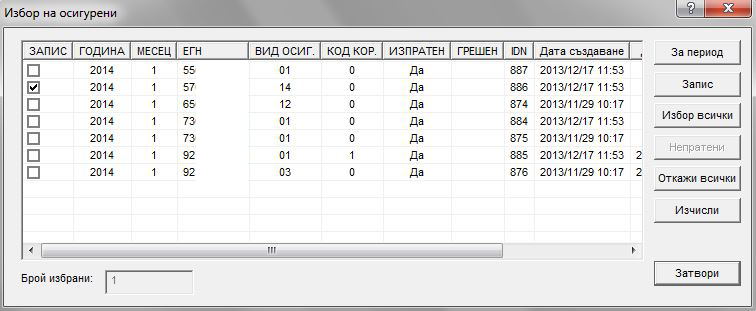 Избор на осигурени
ЗАПИС ГОДИНА МЕСЕЦ ЕГН ВИД ОСИГ. КОД КОР. ИЗПРАТЕН ГРЕШЕН IDN Дата създаване
2014 1 55 01 0 Да 887 2013/12/17 11:53
2014 1 57 14 0 Да 886 2013/12/17 11:53
2014 1 65 12 0 Да 874 2013/11/29 10:17
2014 1 73 01 0 Да 884 2013/12/17 11:53
2014 1 73 01 0 Да 875 2013/11/29 10:17
2014 1 92 01 1 Да 885 2013/12/17 11:53 2
2014 1 92 03 0 Да 876 2013/11/29 10:17 2
За период
Запис
Избор всички
Непратени
Откажи всички
Изчисли
Затвори
Брой избрани: 1